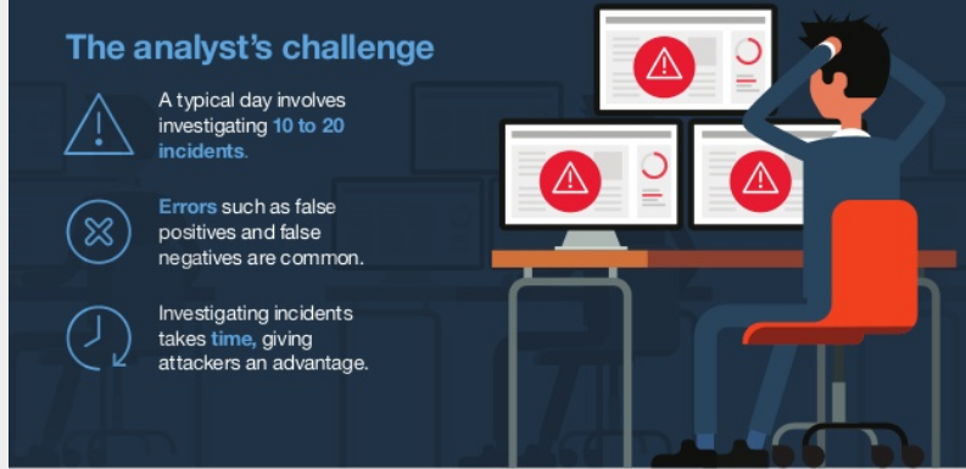 The analyst's challenge
A typical day involves
investigating 10 to 20
incidents.
Errors such as false
positives and false
negatives are common.
Investigating incidents
takes time, giving
attackers an advantage.